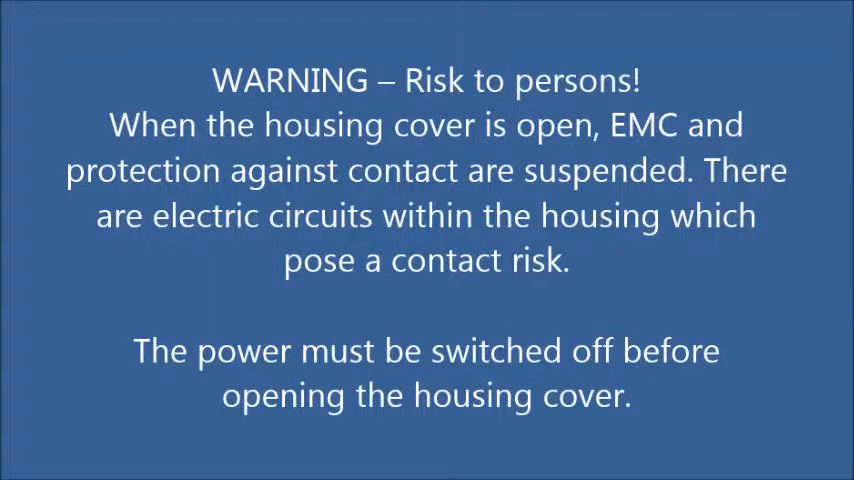 WARNING – Risk to persons!
When the housing cover is open, EMC and
protection against contact are suspended. There
are electric circuits within the housing which
pose a contact risk.
The power must be switched off before
opening the housing cover.